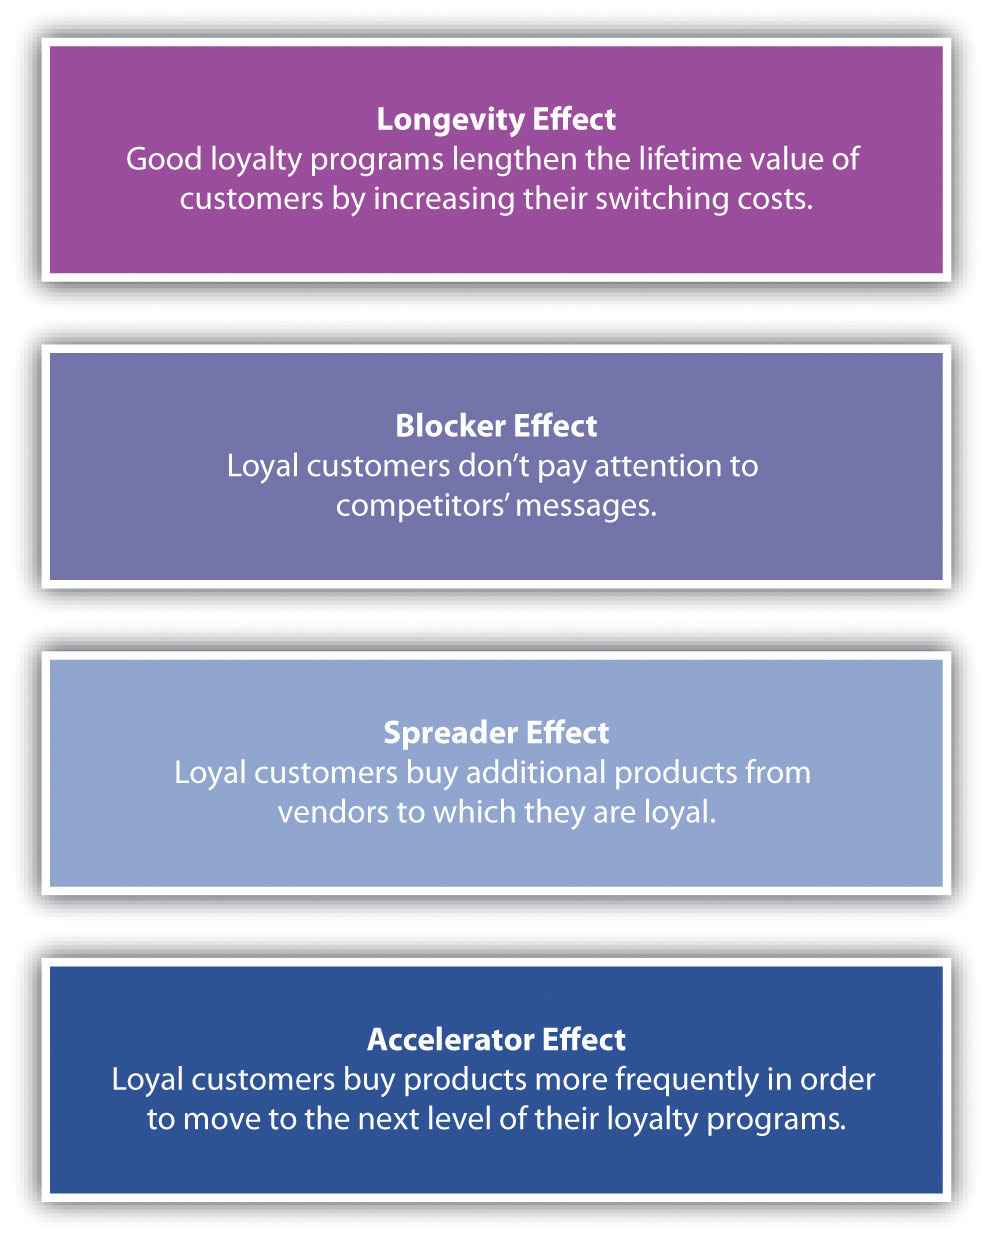 Longevity Effect
Good loyalty programs lengthen the lifetime value of
customers by increasing their switching costs.
Blocker Effect
Loyal customers don’t pay attention to
competitors’ messages.
Spreader Effect
Loyal customers buy additional products from
vendors to which they are loyal.
Accelerator Effect
Loyal customers buy products more frequently in order
to move to the next level of their loyalty programs.